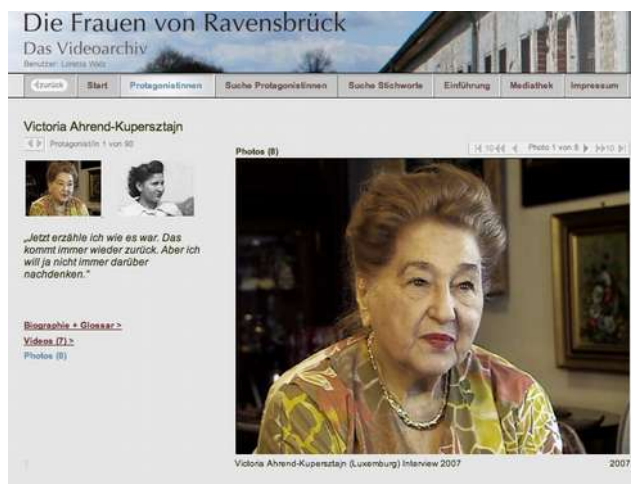 Die Frauen von Ravensbrück
Das Videoarchiv
Benutzer: Loretta Walz
zurück Start Protagonistinnen Suche Protagonistinnen Suche Stichworte Einführung Mediathek Impressum
Victoria Ahrend-Kupersztajn
Protagonist/in 1 von 80
Photos (8)
10 Photo 1 von 8 10
„Jetzt erzähle ich wie es war. Das
kommt immer wieder zurück. Aber ich
will ja nicht immer darüber
nachdenken.“
Biographie + Glossar >
Videos (7) >
Photos (8)
Victoria Ahrend-Kupersztajn (Luxemburg) Interview 2007 2007